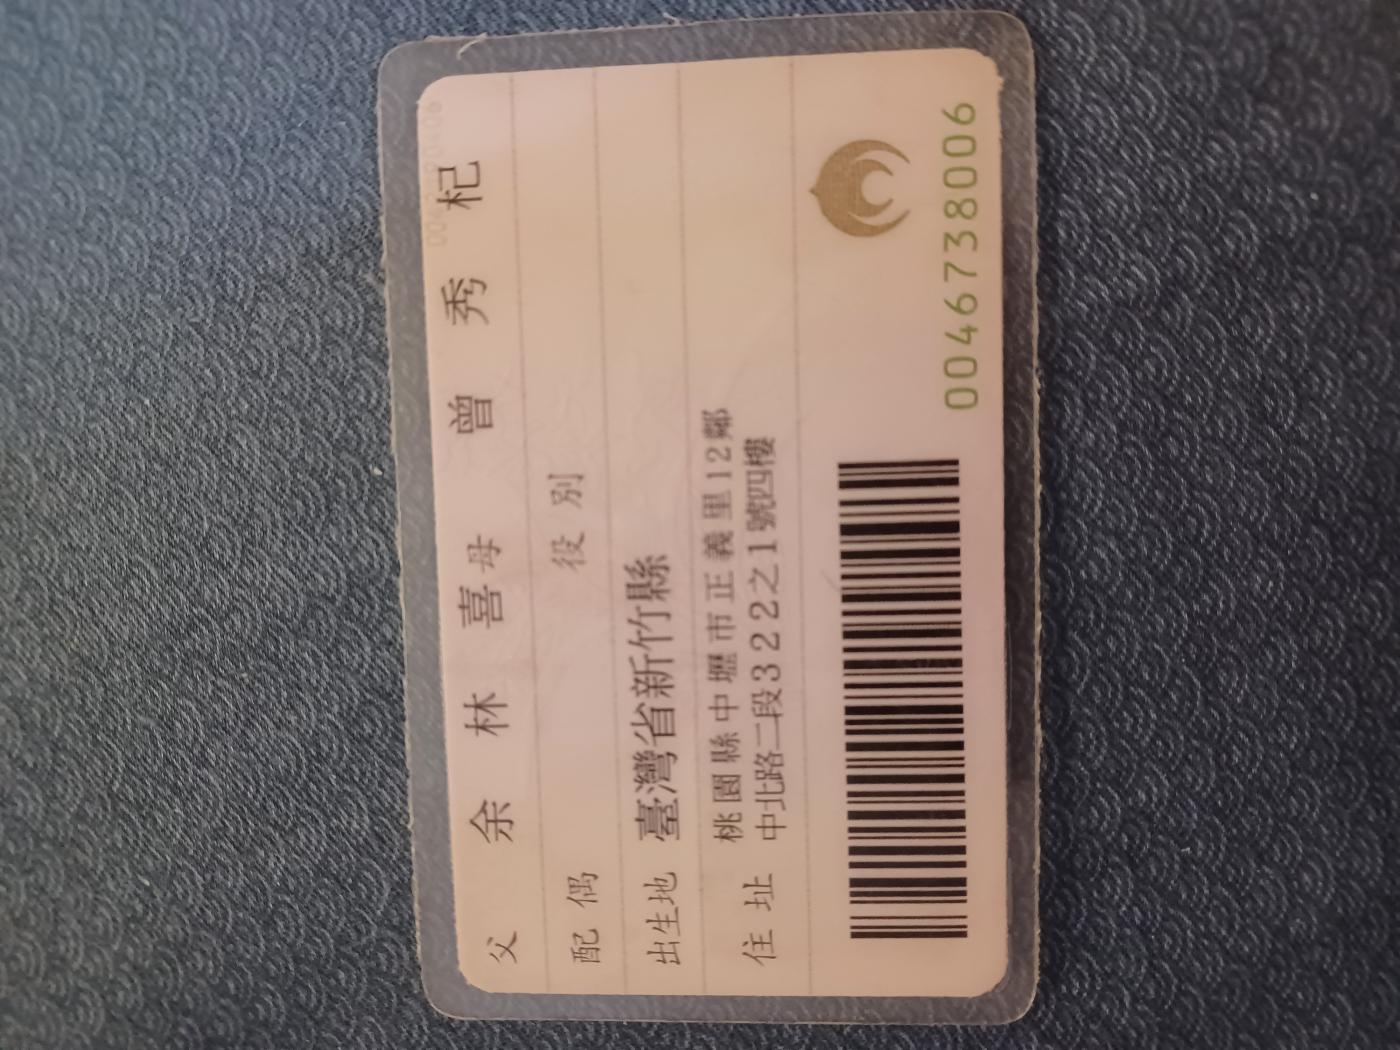 父 余林喜 母 曾秀杞
配偶 役別
出生地 臺灣省新竹縣
住址 桃園縣中壢市正義里12鄰
中北路二段322之1號四樓
0046738006